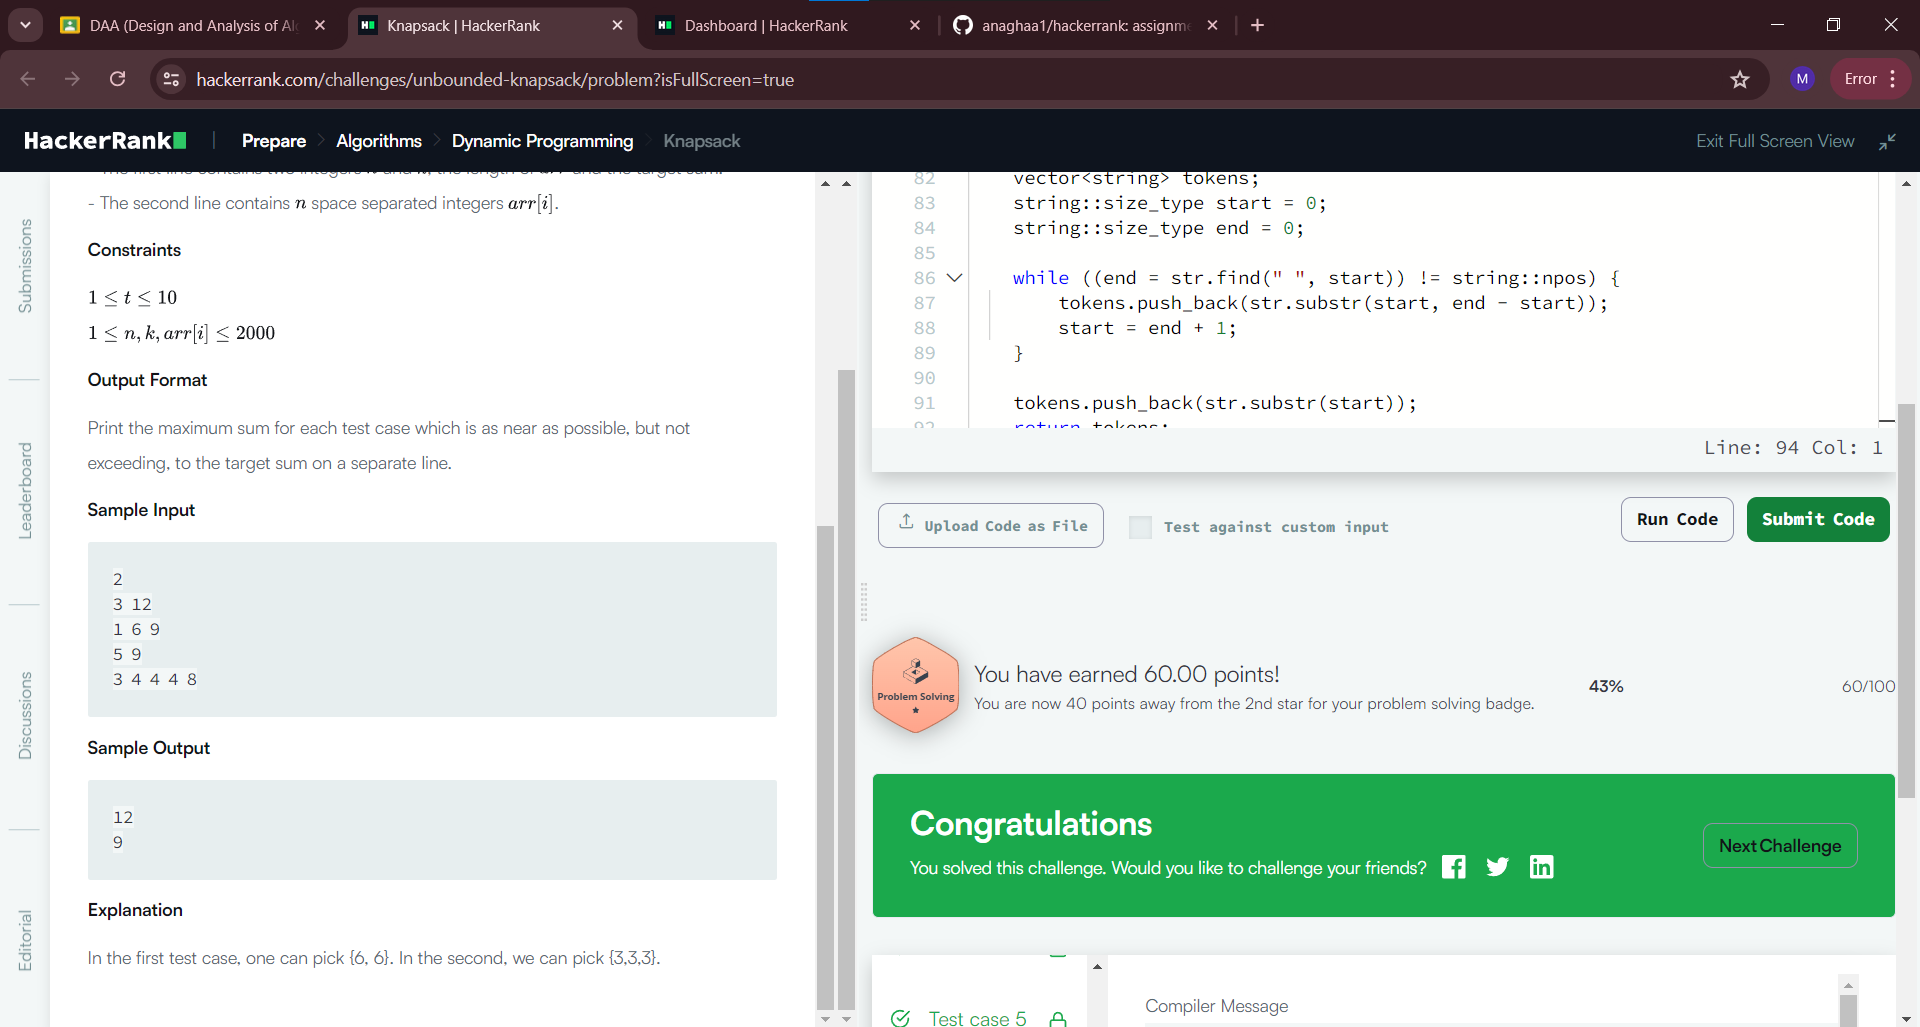 DAA (Design and Analysis of Al
Knapsack | HackerRank
Dashboard | HackerRank
anaghaa1/hackerrank: assignme
hackerrank.com/challenges/unbounded-knapsack/problem?isFullScreen=true
M
Error
HackerRank
Prepare
Algorithms
Dynamic Programming
Knapsack
Exit Full Screen View
Submissions
Leaderboard
Discussions
Editorial
- The first line contains two integers n and k, the length of arr and the target sum.
- The second line contains n space separated integers arr[i].
Constraints
1 ≤ t ≤ 10
1 ≤ n, k, arr[i] ≤ 2000
Output Format
Print the maximum sum for each test case which is as near as possible, but not
exceeding, to the target sum on a separate line.
Sample Input
2
3 12
1 6 9
5 9
3 4 4 4 8
Sample Output
12
9
Explanation
In the first test case, one can pick {6, 6}. In the second, we can pick {3,3,3}.
82 vector<string> tokens;
83 string::size_type start = 0;
84 string::size_type end = 0;
85
86 while ((end = str.find(" ", start)) != string::npos) {
87 tokens.push_back(str.substr(start, end - start));
88 start = end + 1;
89 }
90
91 tokens.push_back(str.substr(start));
92 return tokens;
Line: 94 Col: 1
Upload Code as File
Test against custom input
Run Code
Submit Code
Problem Solving
You have earned 60.00 points!
You are now 40 points away from the 2nd star for your problem solving badge.
43%
60/100
Congratulations
You solved this challenge. Would you like to challenge your friends?
Next Challenge
Test case 5
Compiler Message